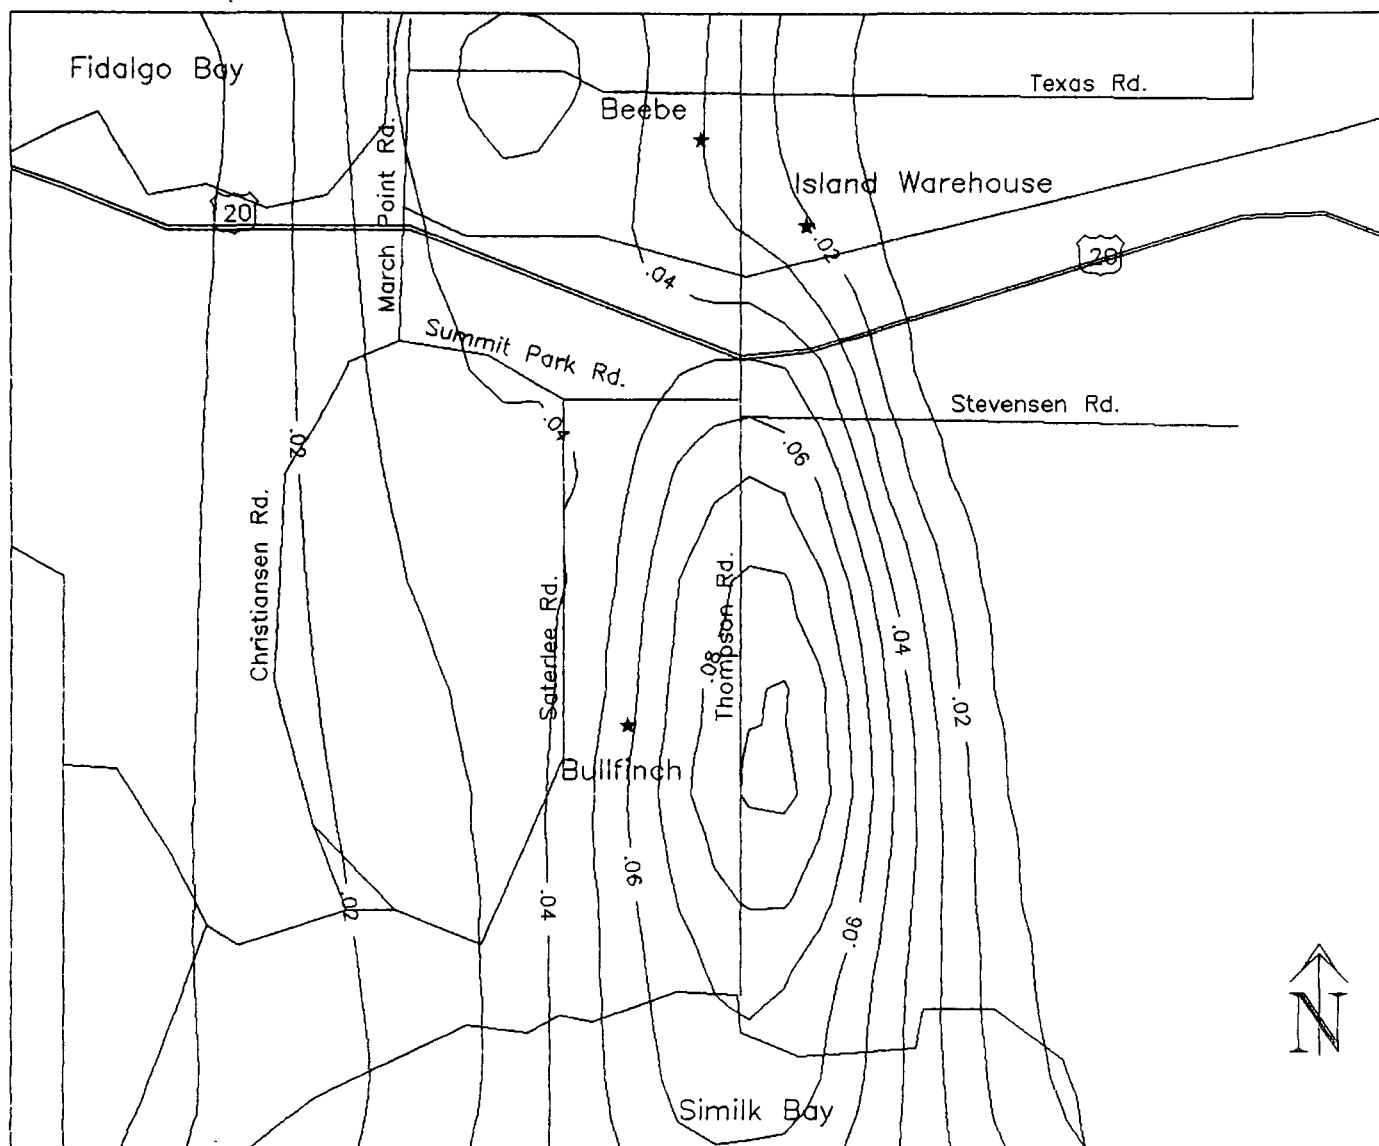 Fidalgo Bay
Texas Rd.
Beebe
March Point Rd.
Island Warehouse
20
.02
20
.04
Summit Park Rd.
Stevensen Rd.
.04
.02
.06
Christiansen Rd.
Saterlee Rd.
Thompson Rd.
.04
.08
.02
Bullfinch
.06
.02
.04
.06
N
Similk Bay